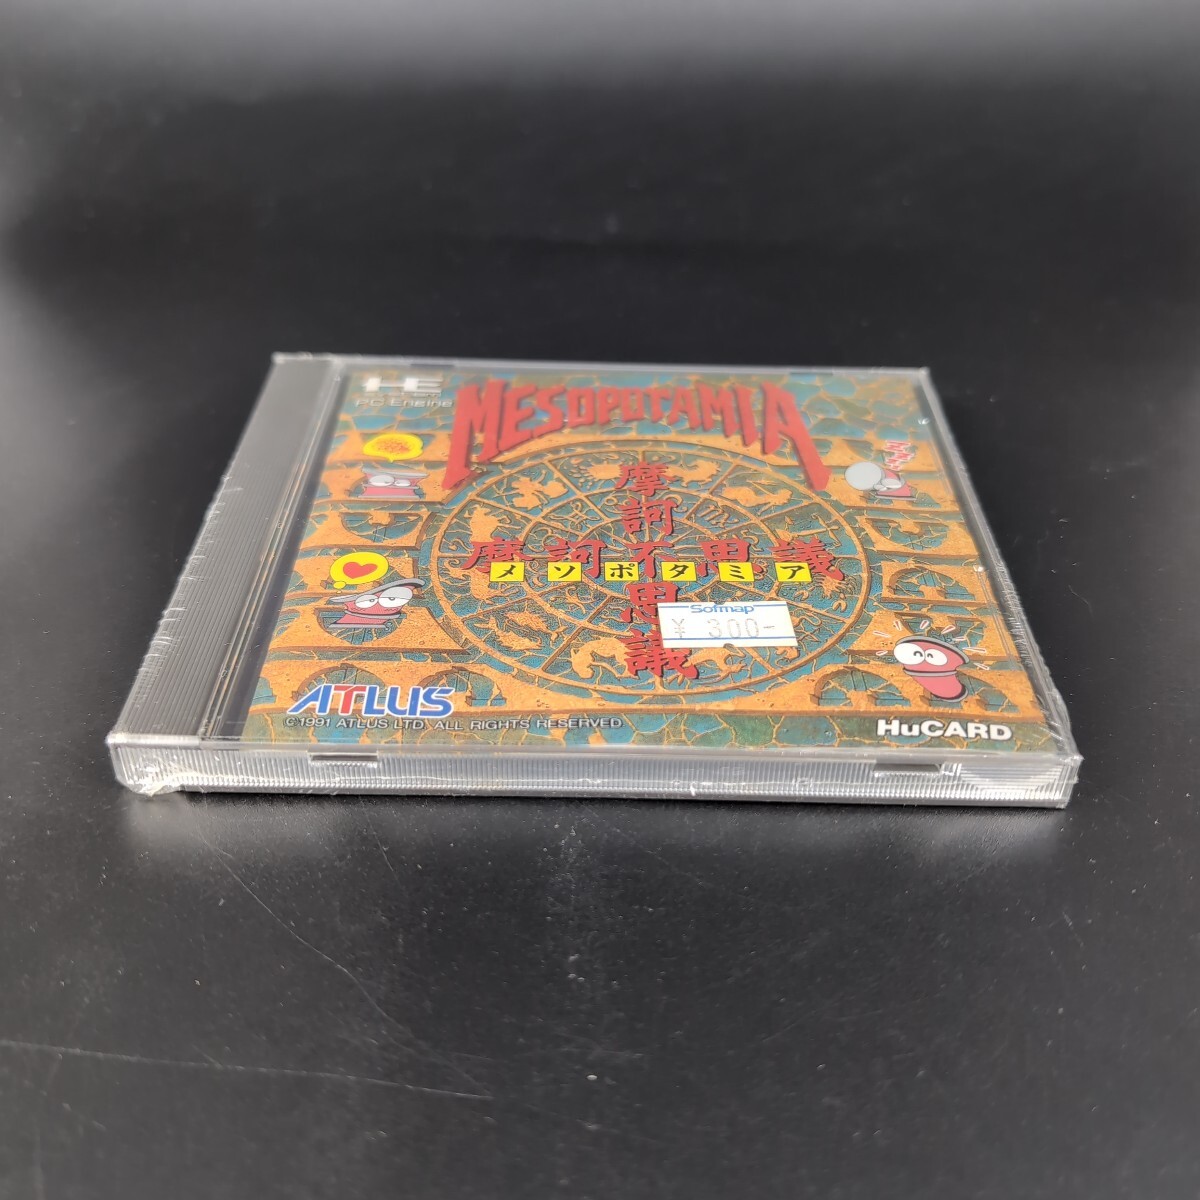 HE
PC Engine
MESOPOTAMIA
摩訶不思議
摩訶不思議
メソポタミア
Sofmap
¥ 300-
ATLUS
©1991 ATLUS LTD. ALL RIGHTS RESERVED.
HuCARD